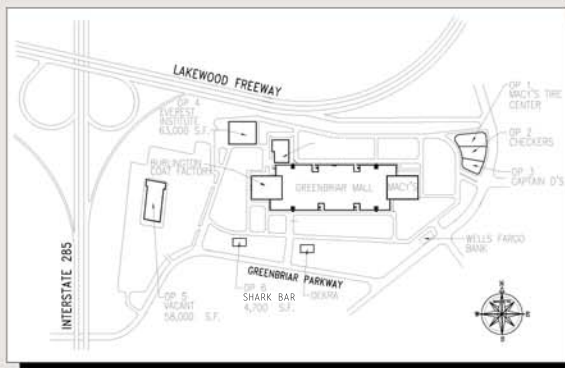 LAKEWOOD FREEWAY
OP 1
MACY'S TIRE
CENTER
OP 2
CHECKERS
OP 3
CAPTAIN D'S
OP 4
EVEREST
INSTITUTE
63,000 S.F.
BURLINGTON
COAT FACTORY
GREENBRIAR MALL
MACY'S
WELLS FARGO
BANK
GREENBRIAR PARKWAY
INTERSTATE 285
OP 5
VACANT
58,000 S.F.
OP 6
SHARK BAR
4,700 S.F.
DEKRA
N
E
S
W